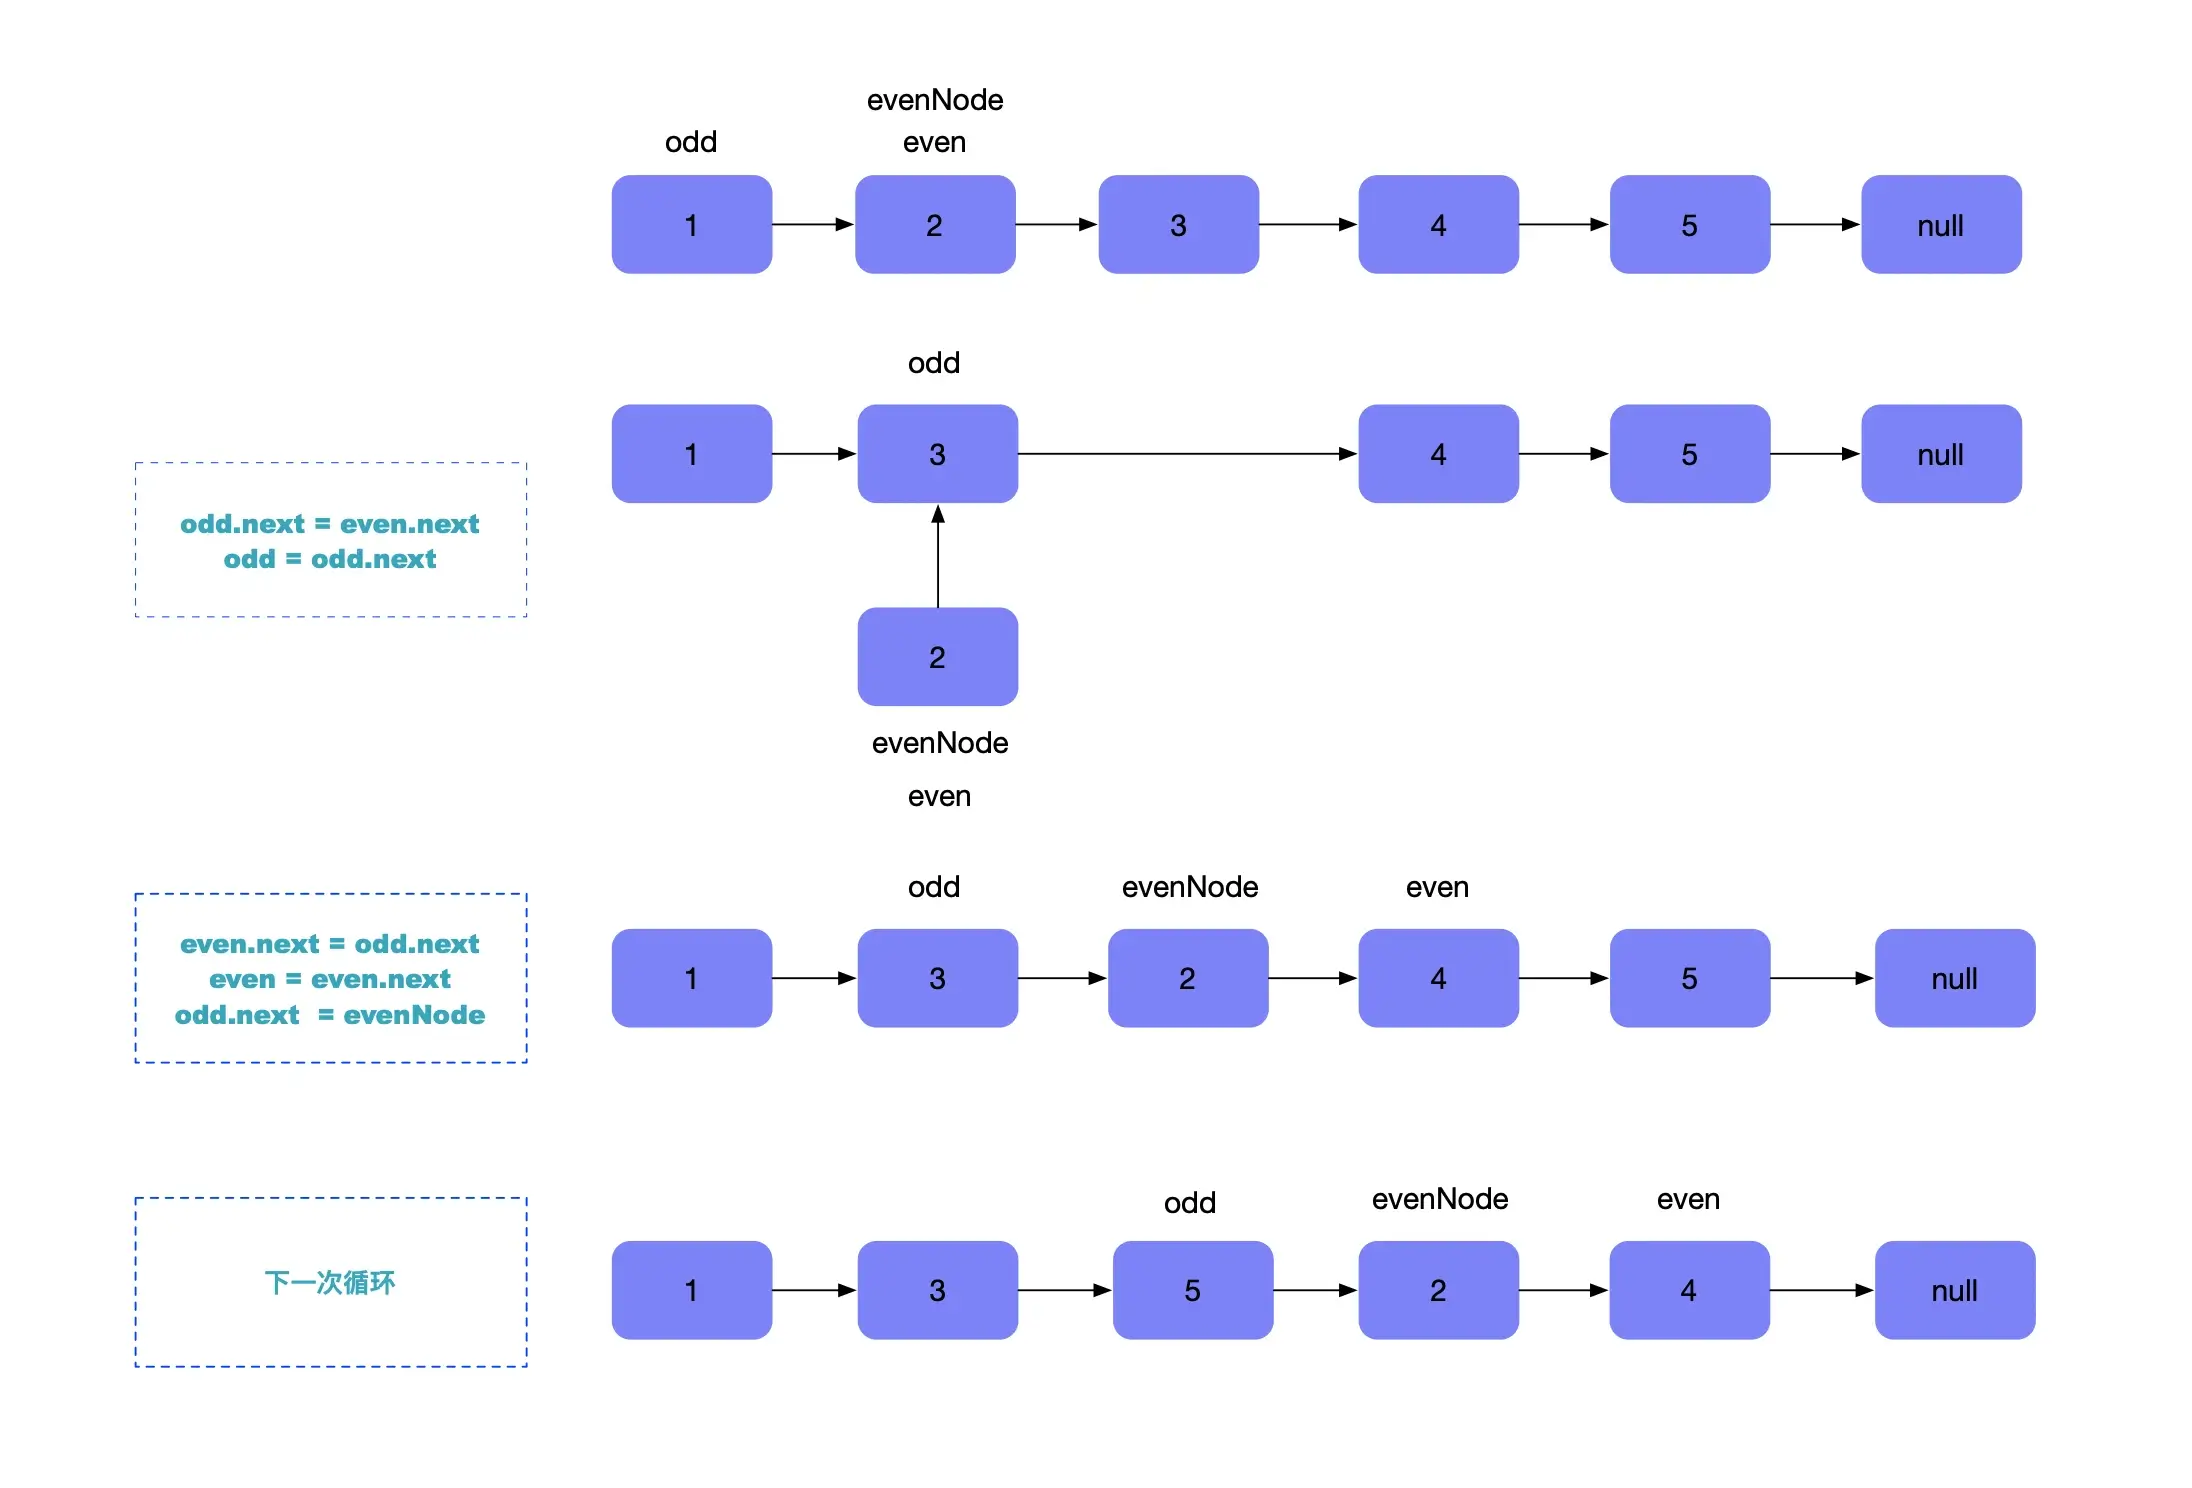 evenNode
odd
even
1
2
3
4
5
null
odd
1
3
4
5
null
odd.next = even.next
odd = odd.next
2
evenNode
even
odd
evenNode
even
even.next = odd.next
even = even.next
odd.next = evenNode
1
3
2
4
5
null
odd
evenNode
even
下一次循环
1
3
5
2
4
null